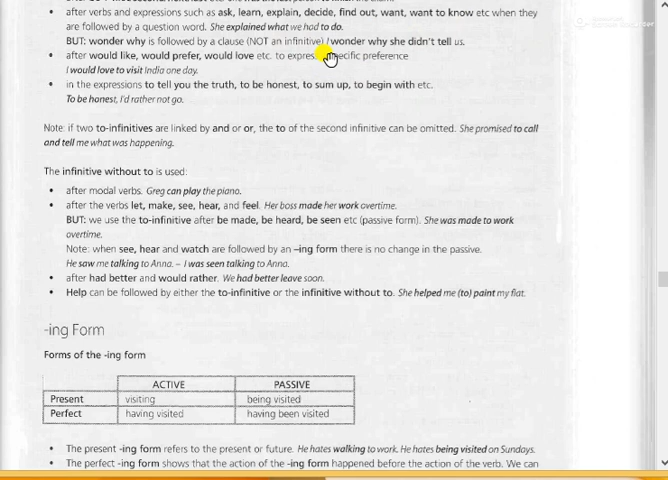 • after verbs and expressions such as ask, learn, explain, decide, find out, want, want to know etc when they
are followed by a question word. She explained what we had to do.
BUT: wonder why is followed by a clause (NOT an infinitive) I wonder why she didn't tell us.
• after would like, would prefer, would love etc. to express specific preference
I would love to visit India one day.
• in the expressions to tell you the truth, to be honest, to sum up, to begin with etc.
To be honest, I'd rather not go.
Note: if two to-infinitives are linked by and or or, the to of the second infinitive can be omitted. She promised to call
and tell me what was happening.
The infinitive without to is used:
• after modal verbs. Greg can play the piano.
• after the verbs let, make, see, hear, and feel. Her boss made her work overtime.
BUT: we use the to-infinitive after be made, be heard, be seen etc (passive form). She was made to work
overtime.
Note: when see, hear and watch are followed by an –ing form there is no change in the passive.
He saw me talking to Anna. – I was seen talking to Anna.
• after had better and would rather. We had better leave soon.
• Help can be followed by either the to-infinitive or the infinitive without to. She helped me (to) paint my flat.
-ing Form
Forms of the -ing form
ACTIVE PASSIVE
Present visiting being visited
Perfect having visited having been visited
• The present -ing form refers to the present or future. He hates walking to work. He hates being visited on Sundays.
• The perfect -ing form shows that the action of the -ing form happened before the action of the verb. We can